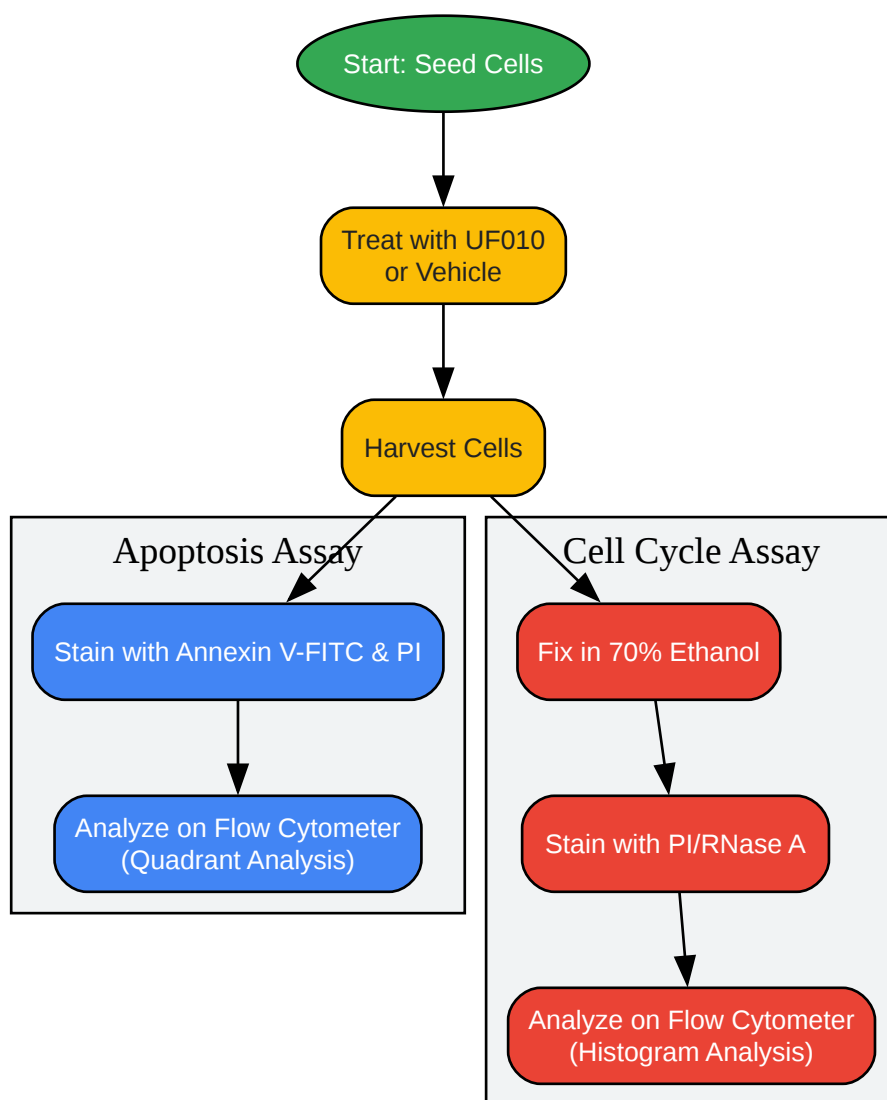 Start: Seed Cells
Treat with UF010
or Vehicle
Harvest Cells
Apoptosis Assay
Stain with Annexin V-FITC & PI
Analyze on Flow Cytometer
(Quadrant Analysis)
Cell Cycle Assay
Fix in 70% Ethanol
Stain with PI/RNase A
Analyze on Flow Cytometer
(Histogram Analysis)